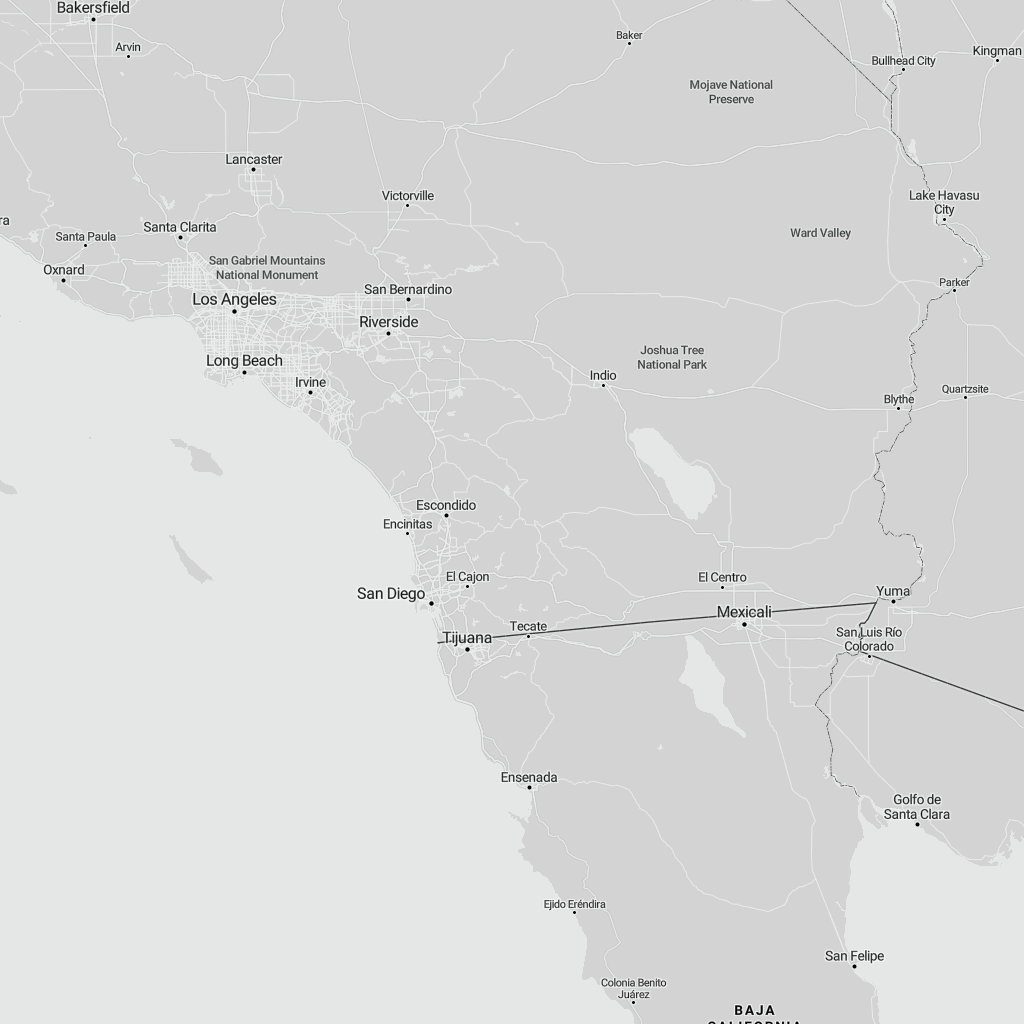 Bakersfield
Arvin
Baker
Bullhead City
Kingman
Mojave National
Preserve
Lancaster
Victorville
Lake Havasu
City
ra
Santa Clarita
Santa Paula
Ward Valley
Oxnard
San Gabriel Mountains
National Monument
Los Angeles
San Bernardino
Parker
Riverside
Long Beach
Joshua Tree
National Park
Irvine
Indio
Quartzsite
Blythe
Escondido
Encinitas
El Cajon
El Centro
San Diego
Yuma
Mexicali
Tecate
Tijuana
San Luis Río
Colorado
Ensenada
Golfo de
Santa Clara
Ejido Eréndira
San Felipe
Colonia Benito
Juárez
BAJA
CALIFORNIA